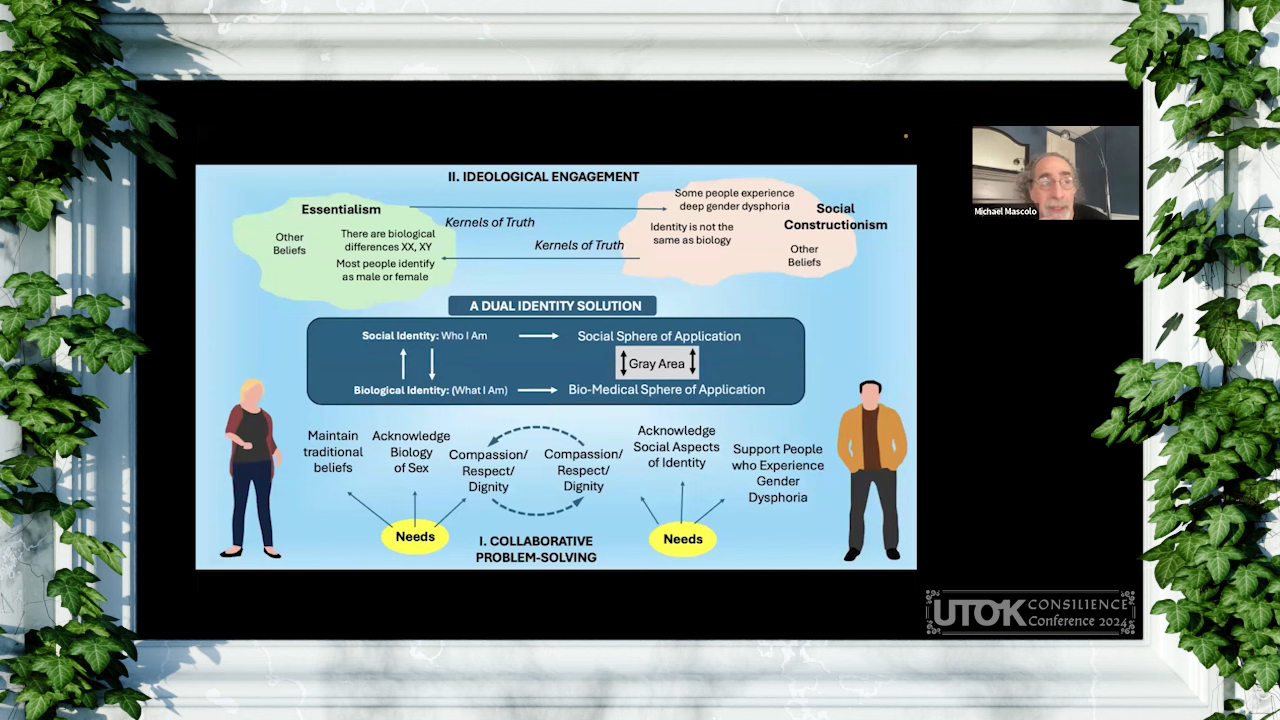 II. IDEOLOGICAL ENGAGEMENT
Essentialism
Other
Beliefs
There are biological
differences XX, XY
Most people identify
as male or female
Kernels of Truth
Kernels of Truth
Some people experience
deep gender dysphoria
Identity is not the
same as biology
Social
Constructionism
Other
Beliefs
A DUAL IDENTITY SOLUTION
Social Identity: Who I Am
Social Sphere of Application
Gray Area
Biological Identity: (What I Am)
Bio-Medical Sphere of Application
Maintain
traditional
beliefs
Acknowledge
Biology
of Sex
Compassion/
Respect/
Dignity
Compassion/
Respect/
Dignity
Acknowledge
Social Aspects
of Identity
Support People
who Experience
Gender
Dysphoria
Needs
Needs
I. COLLABORATIVE
PROBLEM-SOLVING
Michael Mascolo
UTOK CONSILIENCE
Conference 2024